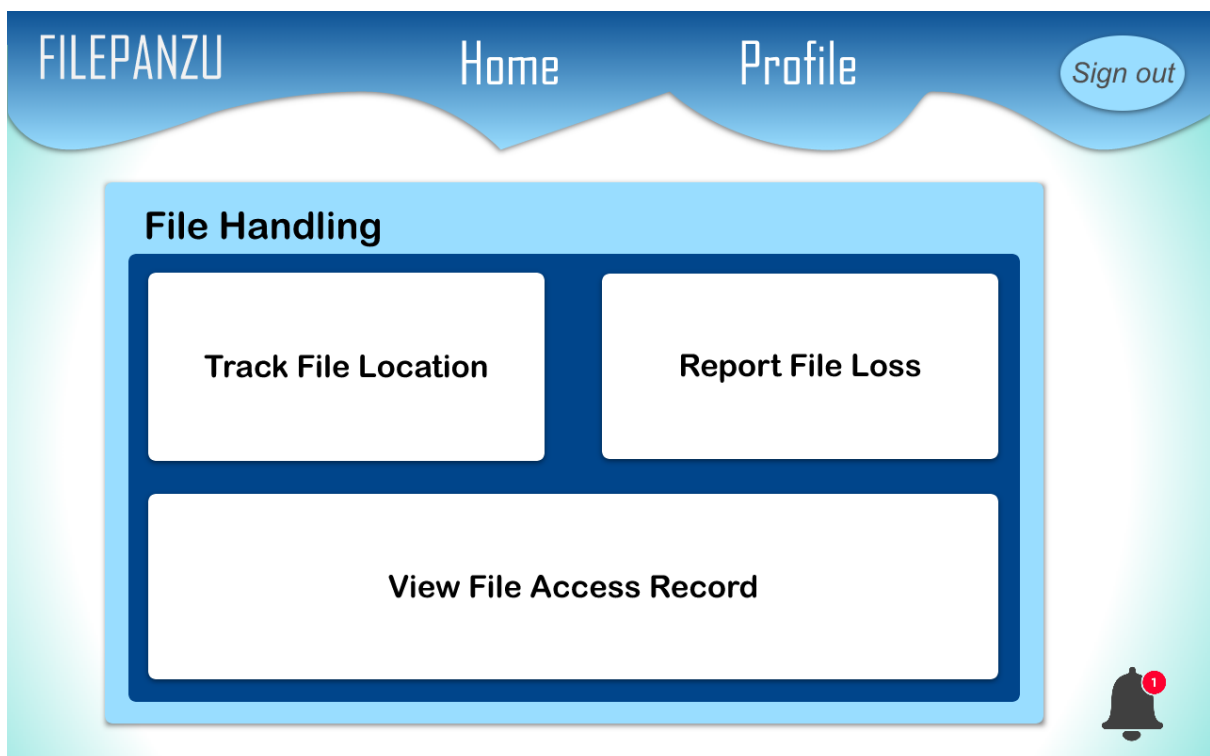 FILEPANZU
Home
Profile
Sign out
File Handling
Track File Location
Report File Loss
View File Access Record
1